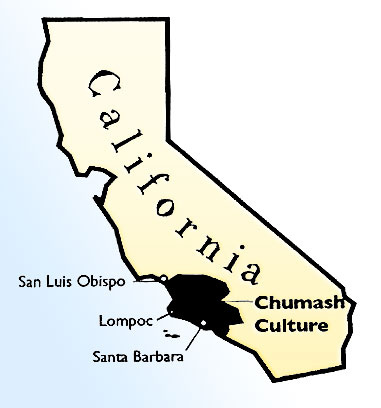 California
San Luis Obispo
Chumash
Culture
Lompoc
Santa Barbara